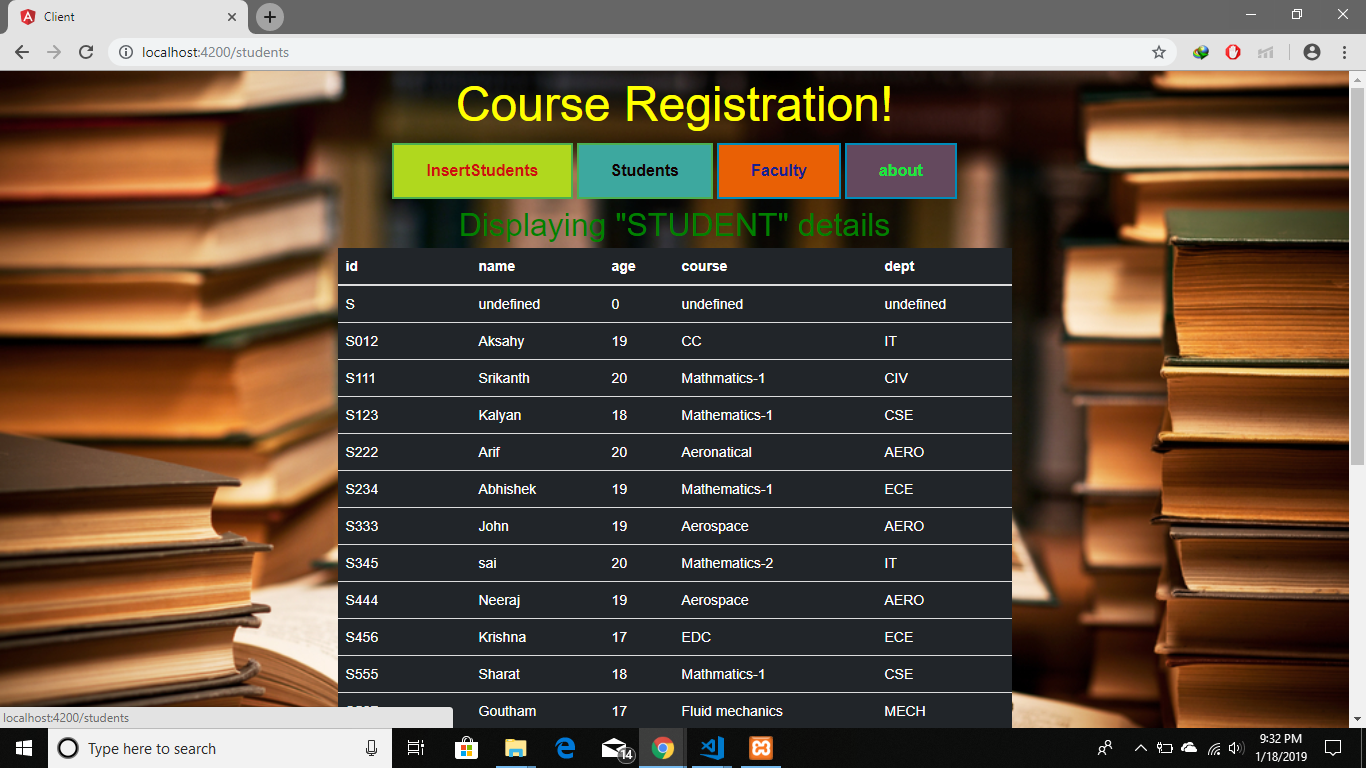 Client
localhost:4200/students
Course Registration!
InsertStudents Students Faculty about
Displaying "STUDENT" details
id name age course dept
S undefined 0 undefined undefined
S012 Aksahy 19 CC IT
S111 Srikanth 20 Mathmatics-1 CIV
S123 Kalyan 18 Mathematics-1 CSE
S222 Arif 20 Aeronatical AERO
S234 Abhishek 19 Mathematics-1 ECE
S333 John 19 Aerospace AERO
S345 sai 20 Mathematics-2 IT
S444 Neeraj 19 Aerospace AERO
S456 Krishna 17 EDC ECE
S555 Sharat 18 Mathmatics-1 CSE
Goutham 17 Fluid mechanics MECH
localhost:4200/students
Type here to search
14
9:32 PM
1/18/2019